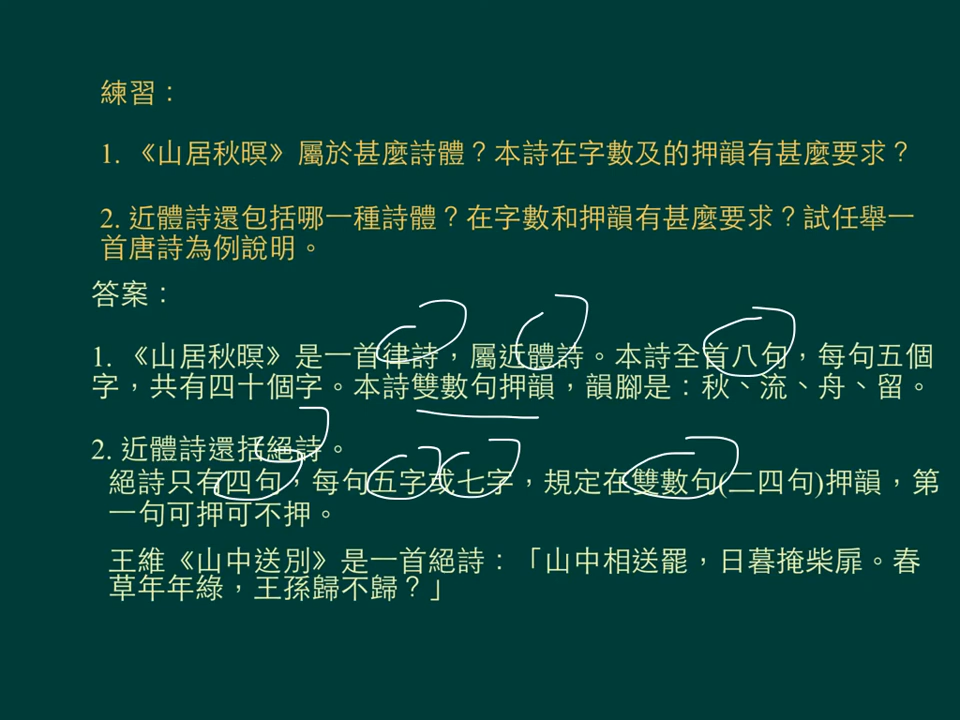 練習：
1. 《山居秋暝》屬於甚麼詩體？本詩在字數及的押韻有甚麼要求？
2. 近體詩還包括哪一種詩體？在字數和押韻有甚麼要求？試任舉一
首唐詩為例說明。
答案：
1. 《山居秋暝》是一首律詩，屬近體詩。本詩全首八句，每句五個
字，共有四十個字。本詩雙數句押韻，韻腳是：秋、流、舟、留。
2. 近體詩還括絕詩。
絕詩只有四句，每句五字或七字，規定在雙數句(二四句)押韻，第
一句可押可不押。
王維《山中送別》是一首絕詩：「山中相送罷，日暮掩柴扉。春
草年年綠，王孫歸不歸？」